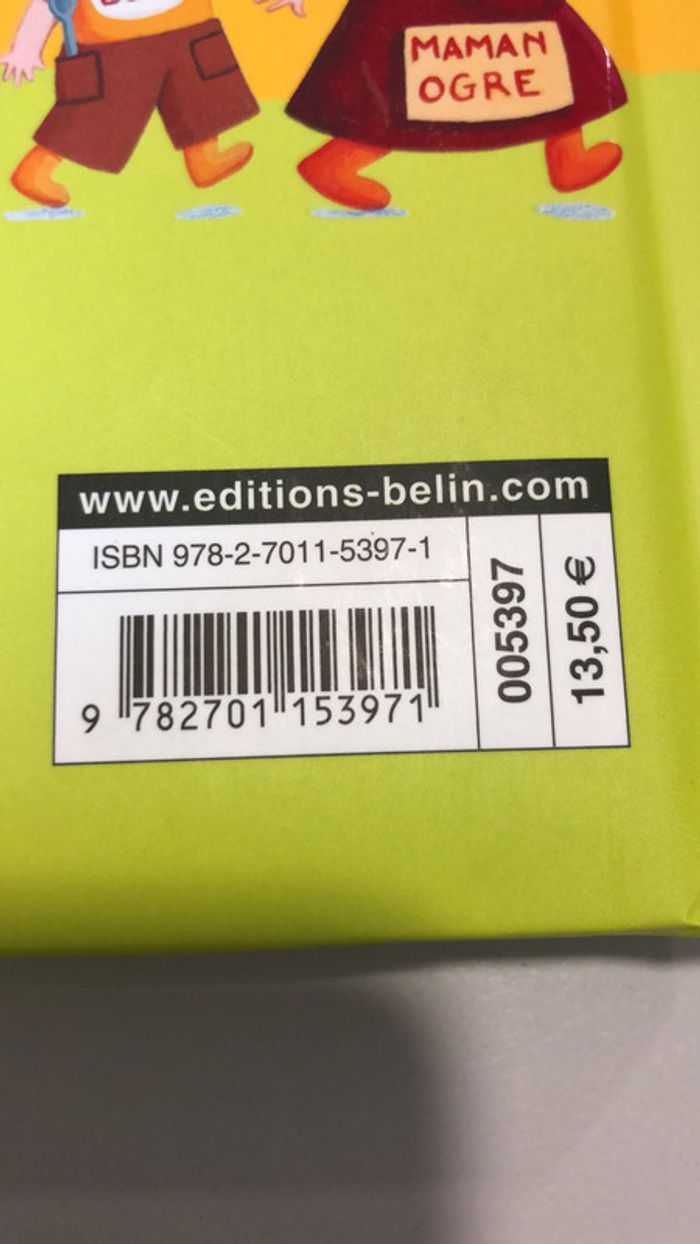 MAMAN
OGRE
www.editions-belin.com
ISBN 978-2-7011-5397-1
9 782701 153971
005397
13,50 €